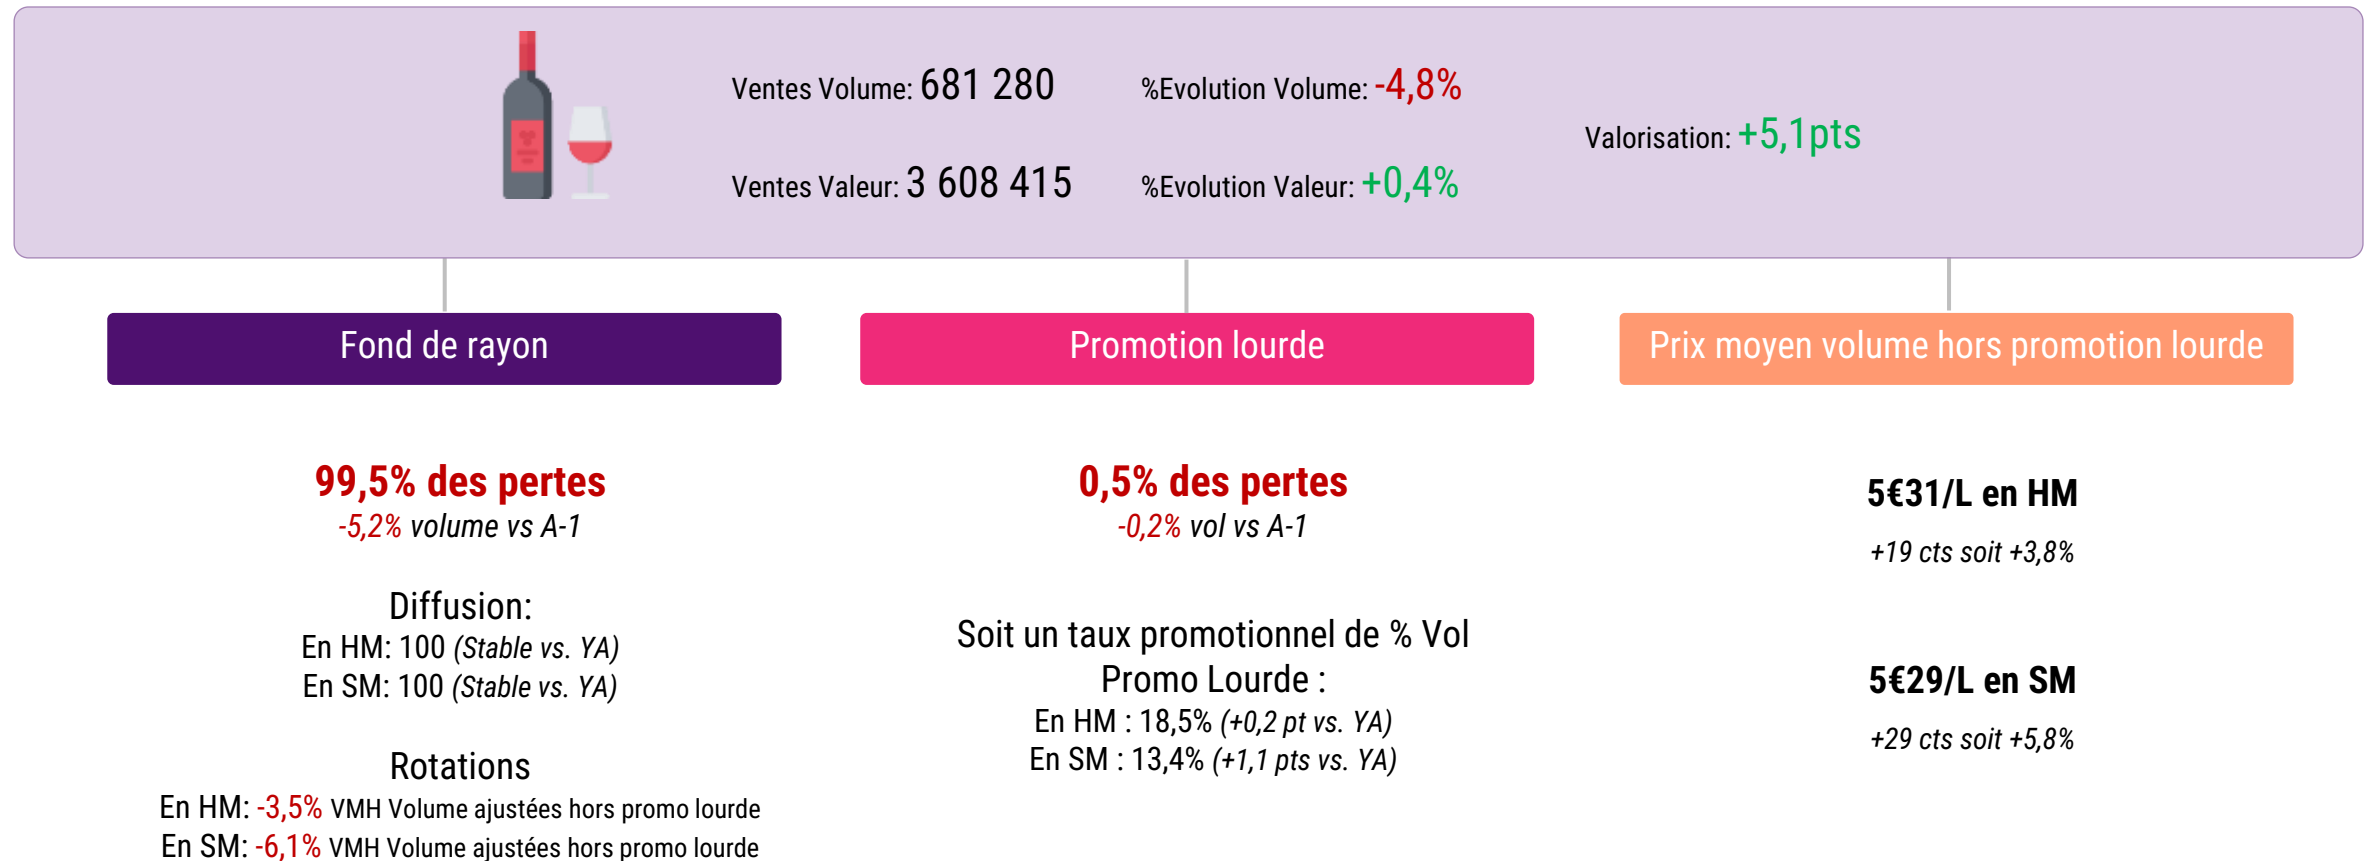 Ventes Volume: 681 280
%Evolution Volume: -4,8%
Valorisation: +5,1pts
Ventes Valeur: 3 608 415
%Evolution Valeur: +0,4%
Fond de rayon
99,5% des pertes
-5,2% volume vs A-1
Diffusion:
En HM: 100 (Stable vs. YA)
En SM: 100 (Stable vs. YA)
Rotations
En HM: -3,5% VMH Volume ajustées hors promo lourde
En SM: -6,1% VMH Volume ajustées hors promo lourde
Promotion lourde
0,5% des pertes
-0,2% vol vs A-1
Soit un taux promotionnel de % Vol
Promo Lourde :
En HM : 18,5% (+0,2 pt vs. YA)
En SM : 13,4% (+1,1 pts vs. YA)
Prix moyen volume hors promotion lourde
5€31/L en HM
+19 cts soit +3,8%
5€29/L en SM
+29 cts soit +5,8%